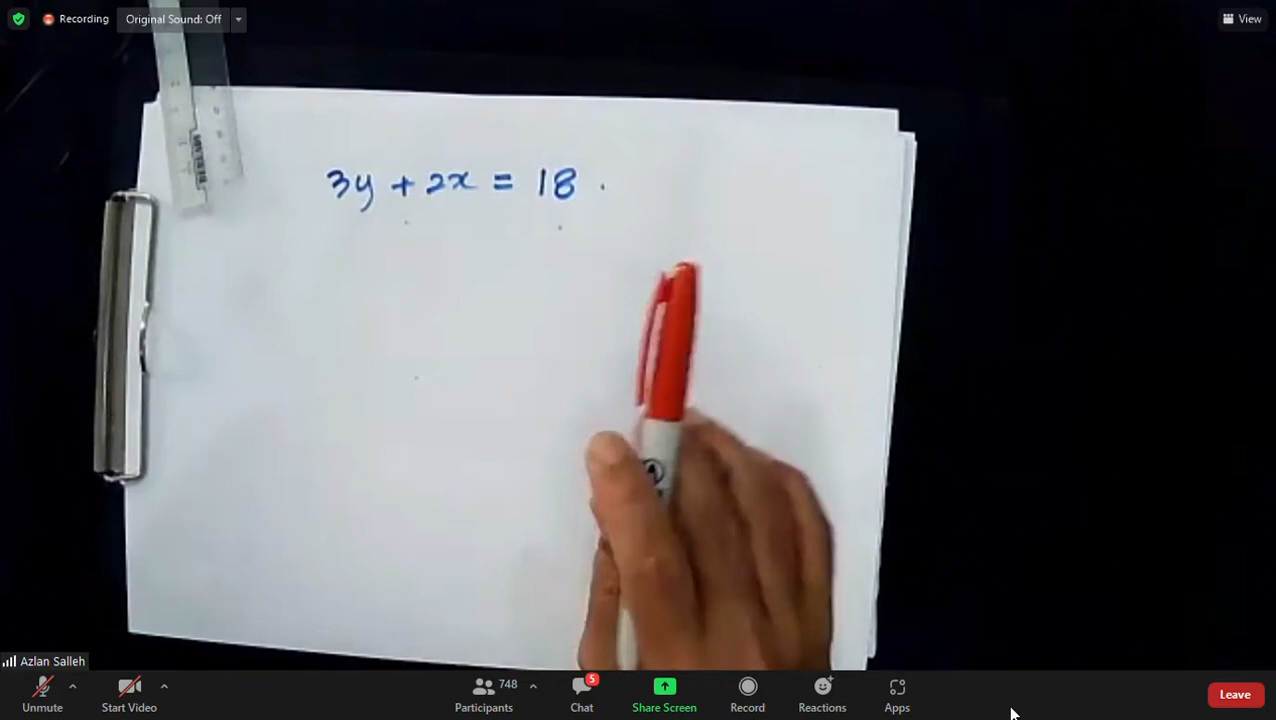 Recording
Original Sound: Off
View
3y + 2x = 18 .
Azlan Salleh
Unmute
Start Video
748
Participants
5
Chat
Share Screen
Record
Reactions
Apps
Leave